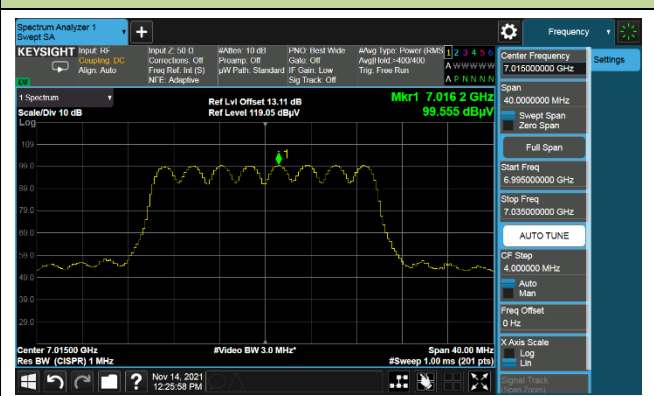 Spectrum Analyzer 1
Swept SA
+
Frequency
KEYSIGHT
Input: RF
Coupling: DC
Align: Auto
Input Z: 50 Ω
Corrections: Off
Freq Ref: Int (S)
NFE: Adaptive
#Atten: 10 dB
Preamp: Off
µW Path: Standard
PNO: Best Wide
Gate: Off
IF Gain: Low
Sig Track: Off
#Avg Type: Power (RMS)
Avg|Hold:>400/400
Trig: Free Run
1 2 3 4 5 6
A W W W W W
A P N N N N
1 Spectrum
Scale/Div 10 dB
Log
Ref Lvl Offset 13.11 dB
Ref Level 119.05 dBµV
Mkr1 7.016 2 GHz
99.555 dBµV
1
109
99.0
89.0
79.0
69.0
59.0
49.0
39.0
29.0
Center 7.01500 GHz
Res BW (CISPR) 1 MHz
#Video BW 3.0 MHz*
Span 40.00 MHz
#Sweep 1.00 ms (201 pts)
Nov 14, 2021
12:25:58 PM
?
Center Frequency
7.015000000 GHz
Settings
Span
40.0000000 MHz
Swept Span
Zero Span
Full Span
Start Freq
6.995000000 GHz
Stop Freq
7.035000000 GHz
AUTO TUNE
CF Step
4.000000 MHz
Auto
Man
Freq Offset
0 Hz
X Axis Scale
Log
Lin
Signal Track
(Span Zoom)